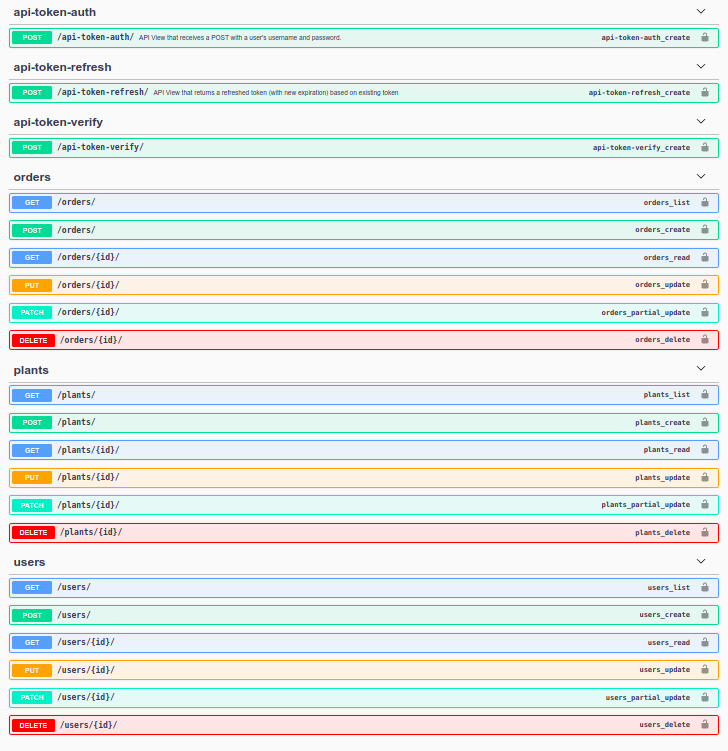 api-token-auth
POST /api-token-auth/ API View that receives a POST with a user's username and password. api-token-auth_create
api-token-refresh
POST /api-token-refresh/ API View that returns a refreshed token (with new expiration) based on existing token api-token-refresh_create
api-token-verify
POST /api-token-verify/ api-token-verify_create
orders
GET /orders/ orders_list
POST /orders/ orders_create
GET /orders/{id}/ orders_read
PUT /orders/{id}/ orders_update
PATCH /orders/{id}/ orders_partial_update
DELETE /orders/{id}/ orders_delete
plants
GET /plants/ plants_list
POST /plants/ plants_create
GET /plants/{id}/ plants_read
PUT /plants/{id}/ plants_update
PATCH /plants/{id}/ plants_partial_update
DELETE /plants/{id}/ plants_delete
users
GET /users/ users_list
POST /users/ users_create
GET /users/{id}/ users_read
PUT /users/{id}/ users_update
PATCH /users/{id}/ users_partial_update
DELETE /users/{id}/ users_delete